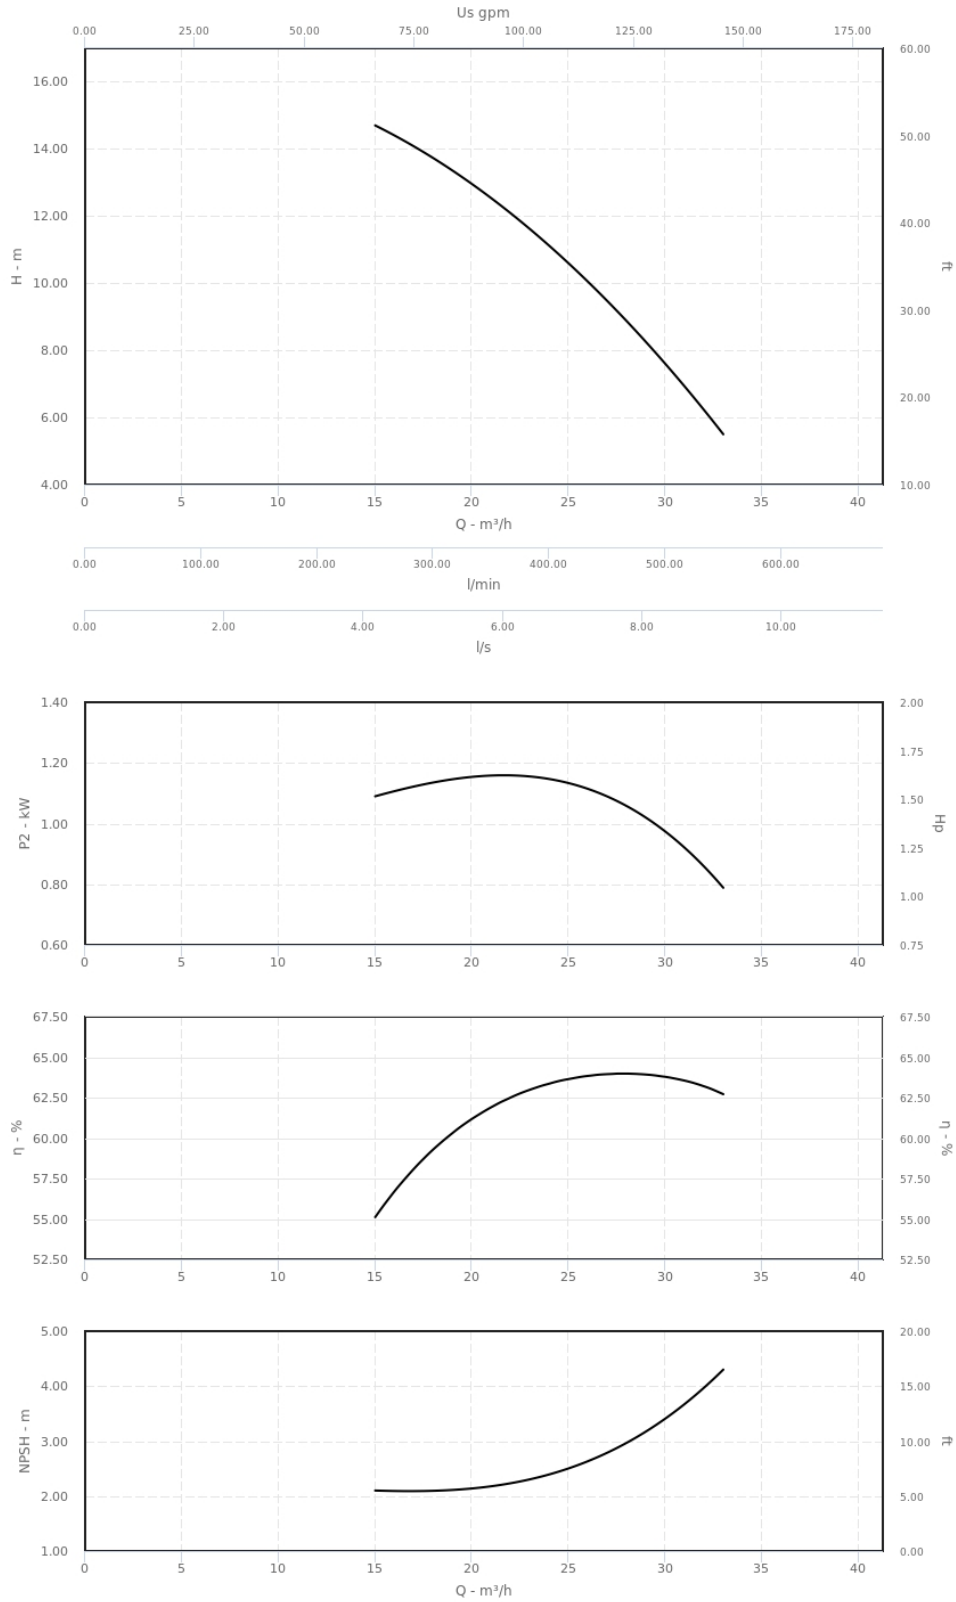 Us gpm
0.00 25.00 50.00 75.00 100.00 125.00 150.00 175.00
60.00
16.00
14.00 50.00
12.00 40.00
H - m ft
10.00
30.00
8.00
6.00 20.00
4.00 10.00
0 5 10 15 20 25 30 35 40
Q - m³/h
0.00 100.00 200.00 300.00 400.00 500.00 600.00
l/min
0.00 2.00 4.00 6.00 8.00 10.00
l/s
1.40 2.00
1.20 1.75
1.50
P2 - kW Hp
1.00
1.25
0.80 1.00
0.60 0.75
0 5 10 15 20 25 30 35 40
67.50 67.50
65.00 65.00
62.50 62.50
η - % η - %
60.00 60.00
57.50 57.50
55.00 55.00
52.50 52.50
0 5 10 15 20 25 30 35 40
5.00 20.00
4.00 15.00
NPSH - m ft
3.00 10.00
2.00 5.00
1.00 0.00
0 5 10 15 20 25 30 35 40
Q - m³/h